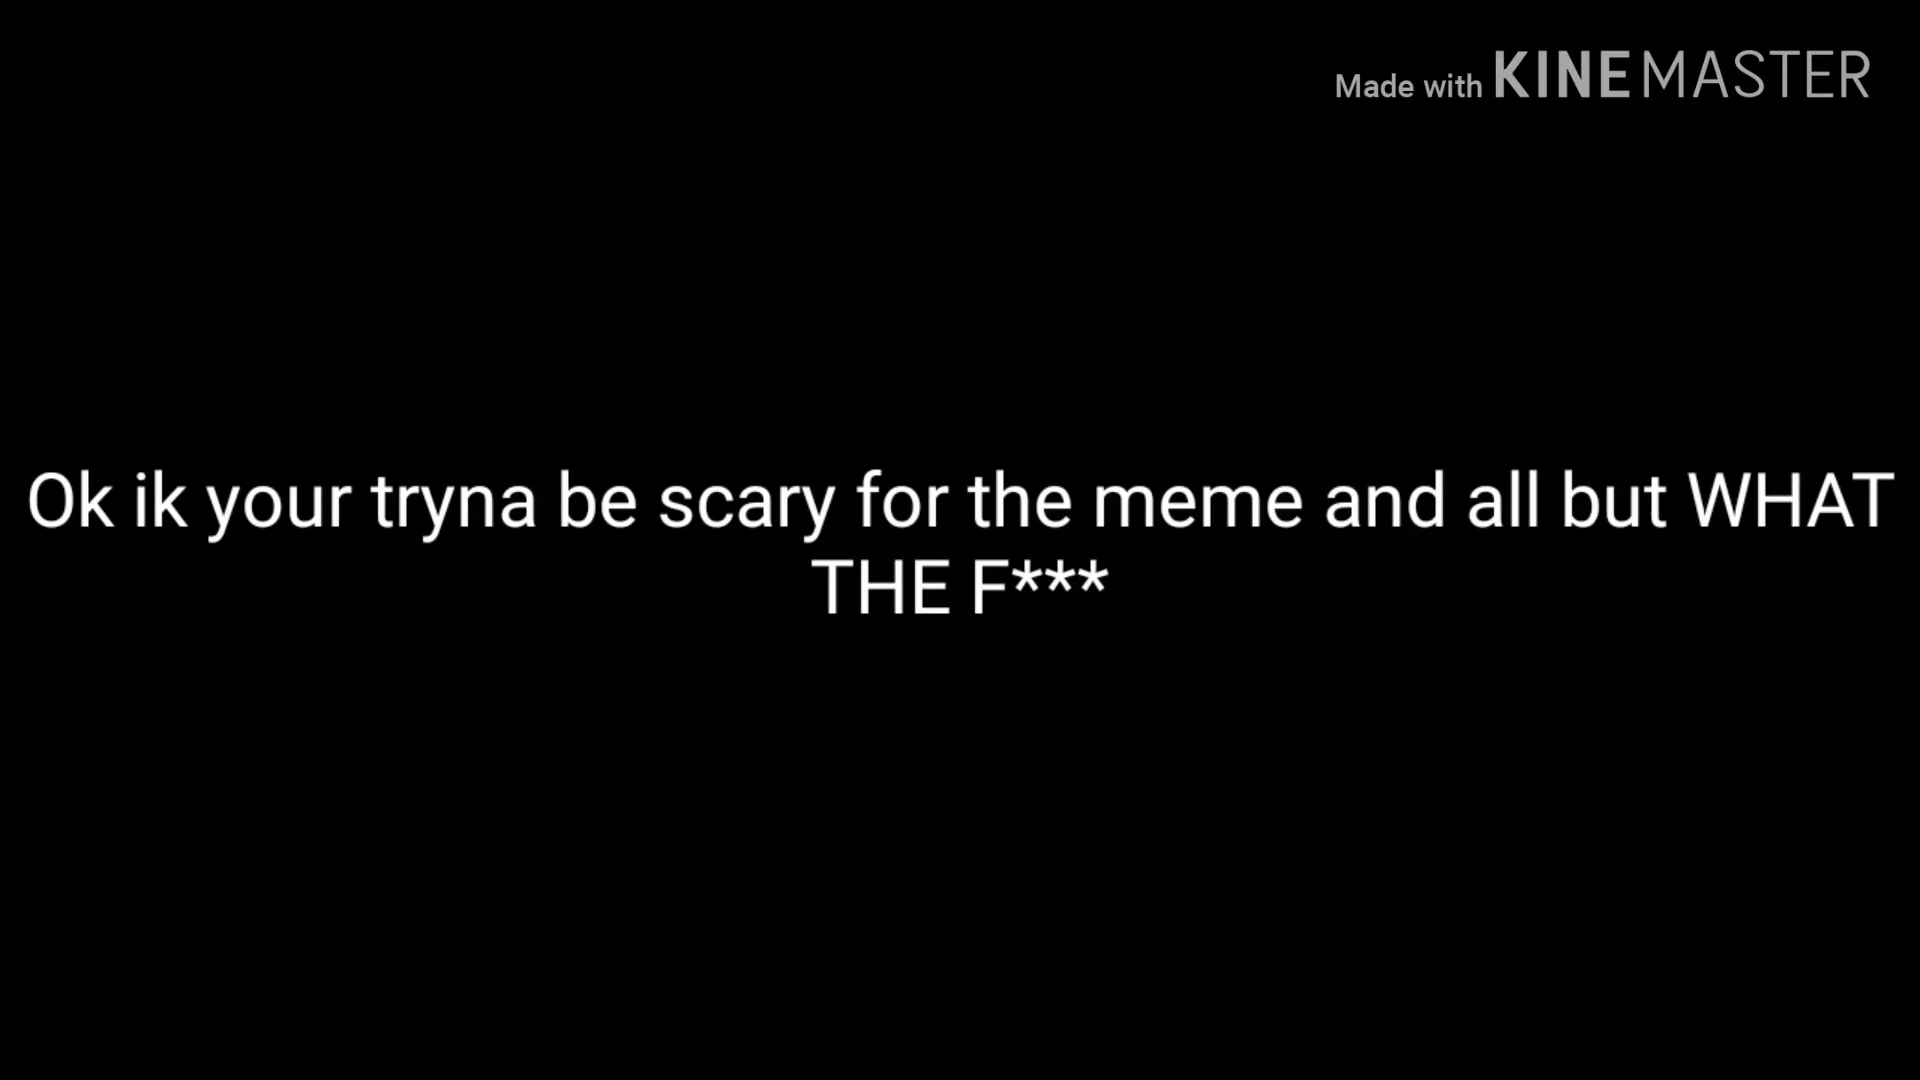 Made with KINEMASTER
Ok ik your tryna be scary for the meme and all but WHAT
THE F***